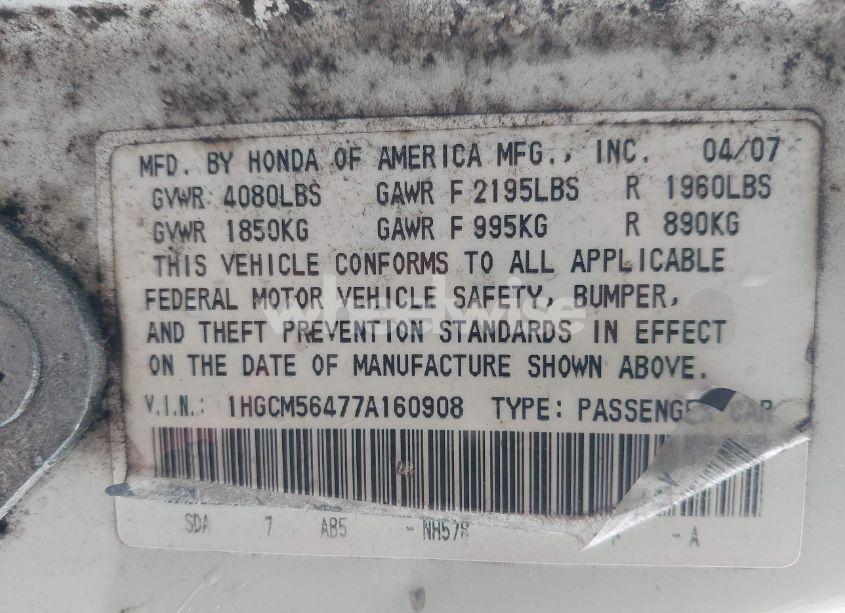 MFD. BY HONDA OF AMERICA MFG., INC. 04/07
GVWR 4080LBS GAWR F 2195LBS R 1960LBS
GVWR 1850KG GAWR F 995KG R 890KG
THIS VEHICLE CONFORMS TO ALL APPLICABLE
FEDERAL MOTOR VEHICLE SAFETY, BUMPER,
wheelwise
AND THEFT PREVENTION STANDARDS IN EFFECT
ON THE DATE OF MANUFACTURE SHOWN ABOVE.
V.I.N.: 1HGCM56477A160908 TYPE: PASSENGER CAR
SDA 7 AB5 - NH578 - A